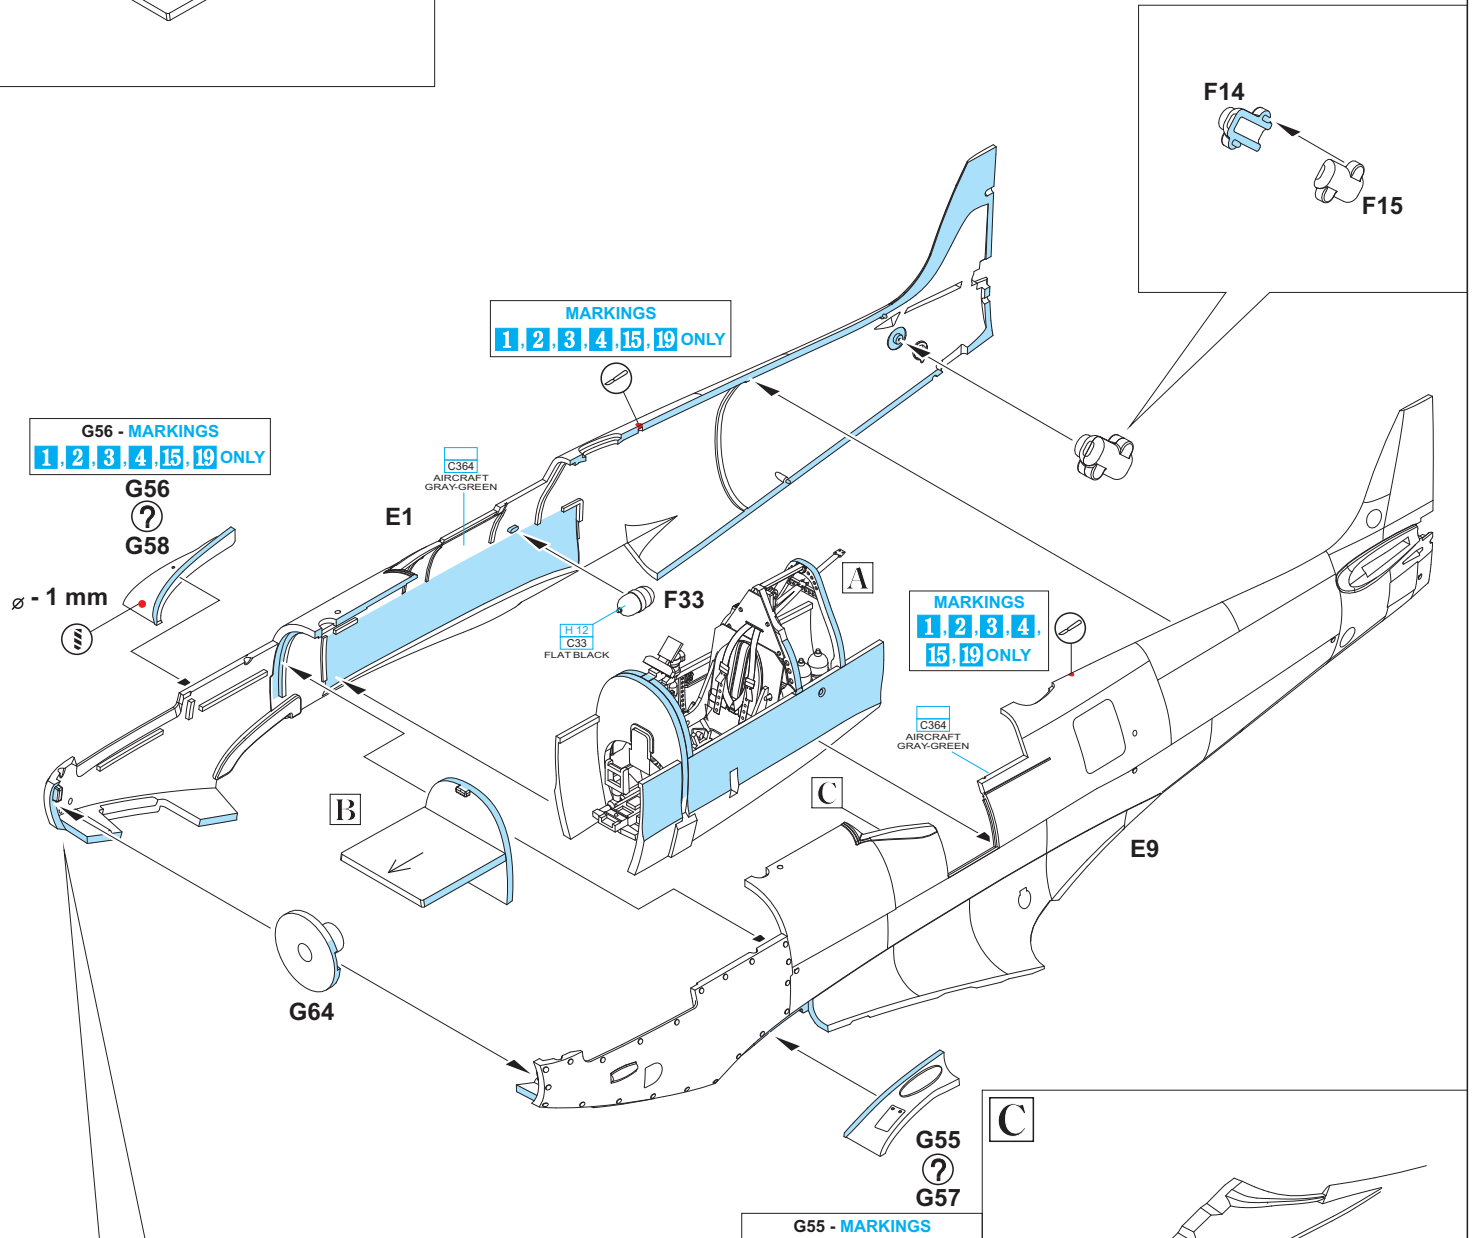 F14
F15
MARKINGS
1, 2, 3, 4, 15, 19 ONLY
G56 - MARKINGS
1, 2, 3, 4, 15, 19 ONLY
G56
?
G58
ø - 1 mm
C364
AIRCRAFT
GRAY-GREEN
E1
F33
H 12
C33
FLAT BLACK
A
MARKINGS
1, 2, 3, 4,
15, 19 ONLY
C364
AIRCRAFT
GRAY-GREEN
B
C
E9
G64
G55
?
G57
G55 - MARKINGS
C